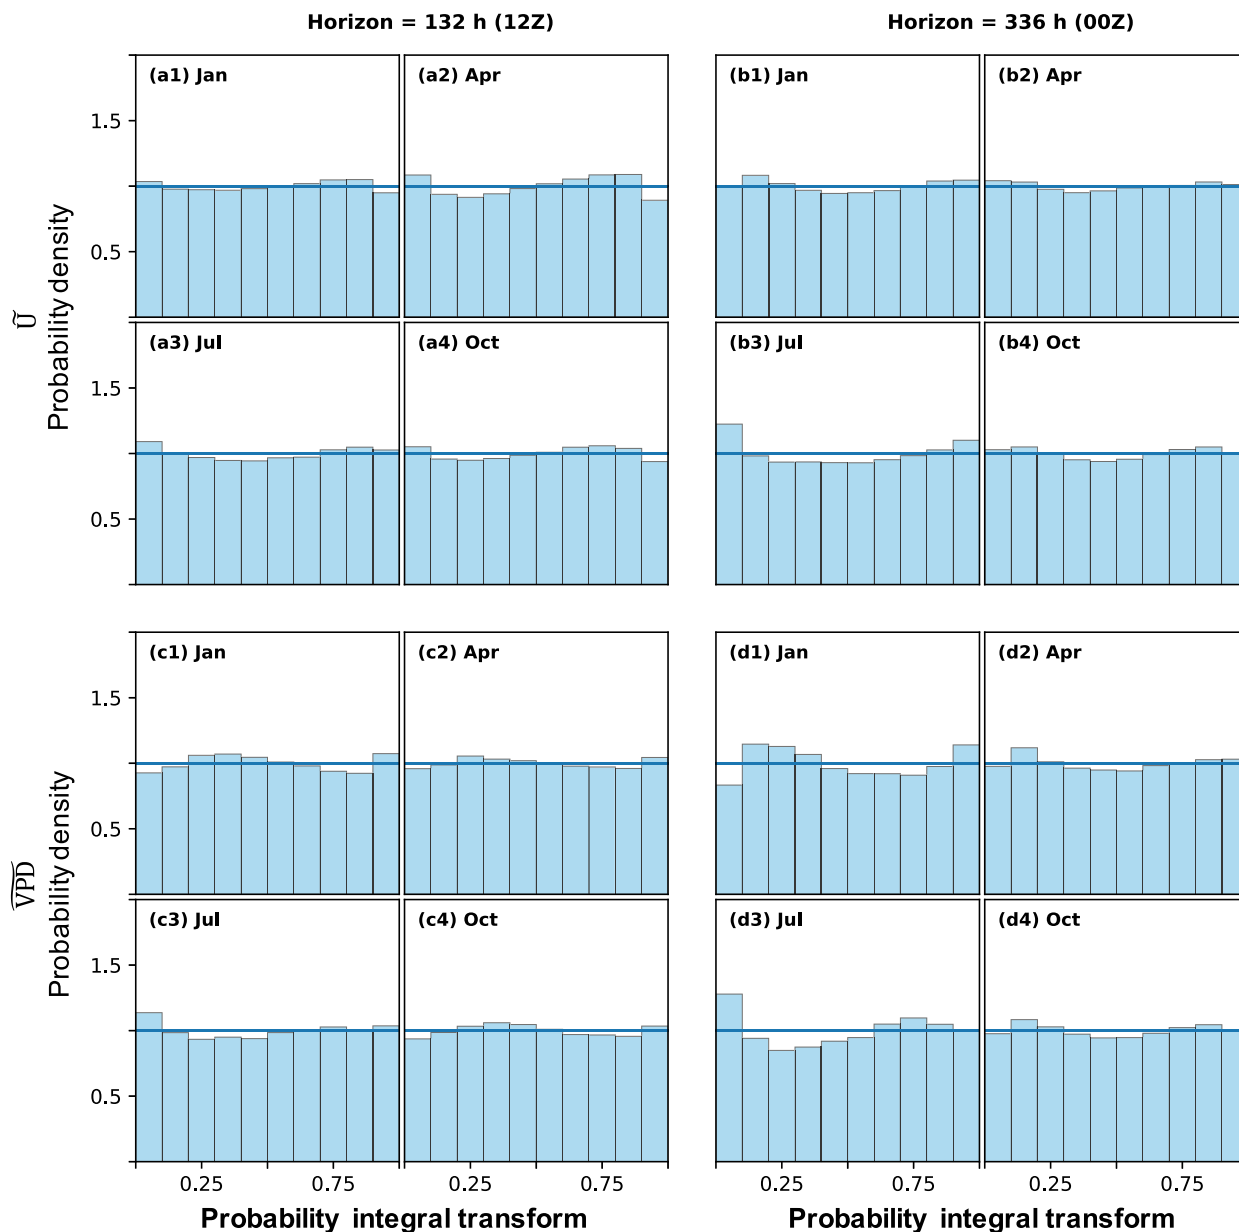 Horizon = 132 h (12Z)
Horizon = 336 h (00Z)
(a1) Jan
(a2) Apr
(b1) Jan
(b2) Apr
1.5
0.5
Ũ
Probability density
(a3) Jul
(a4) Oct
(b3) Jul
(b4) Oct
1.5
0.5
(c1) Jan
(c2) Apr
(d1) Jan
(d2) Apr
1.5
0.5
ṼPD
Probability density
(c3) Jul
(c4) Oct
(d3) Jul
(d4) Oct
1.5
0.5
0.25
0.75
0.25
0.75
0.25
0.75
0.25
0.75
Probability integral transform
Probability integral transform